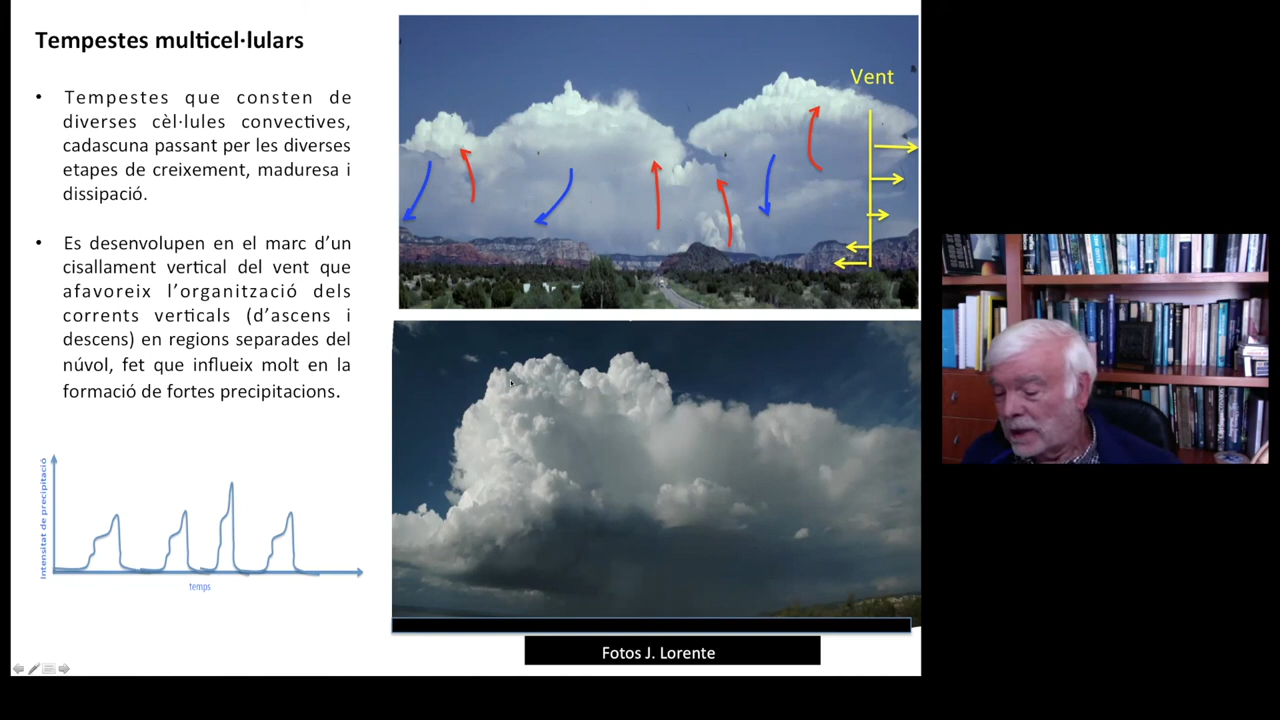 Tempestes multicel·lulars
• Tempestes que consten de
diverses cèl·lules convectives,
cadascuna passant per les diverses
etapes de creixement, maduresa i
dissipació.
• Es desenvolupen en el marc d’un
cisallament vertical del vent que
afavoreix l’organització dels
corrents verticals (d’ascens i
descens) en regions separades del
núvol, fet que influeix molt en la
formació de fortes precipitacions.
Intensitat de precipitació
temps
Vent
Fotos J. Lorente